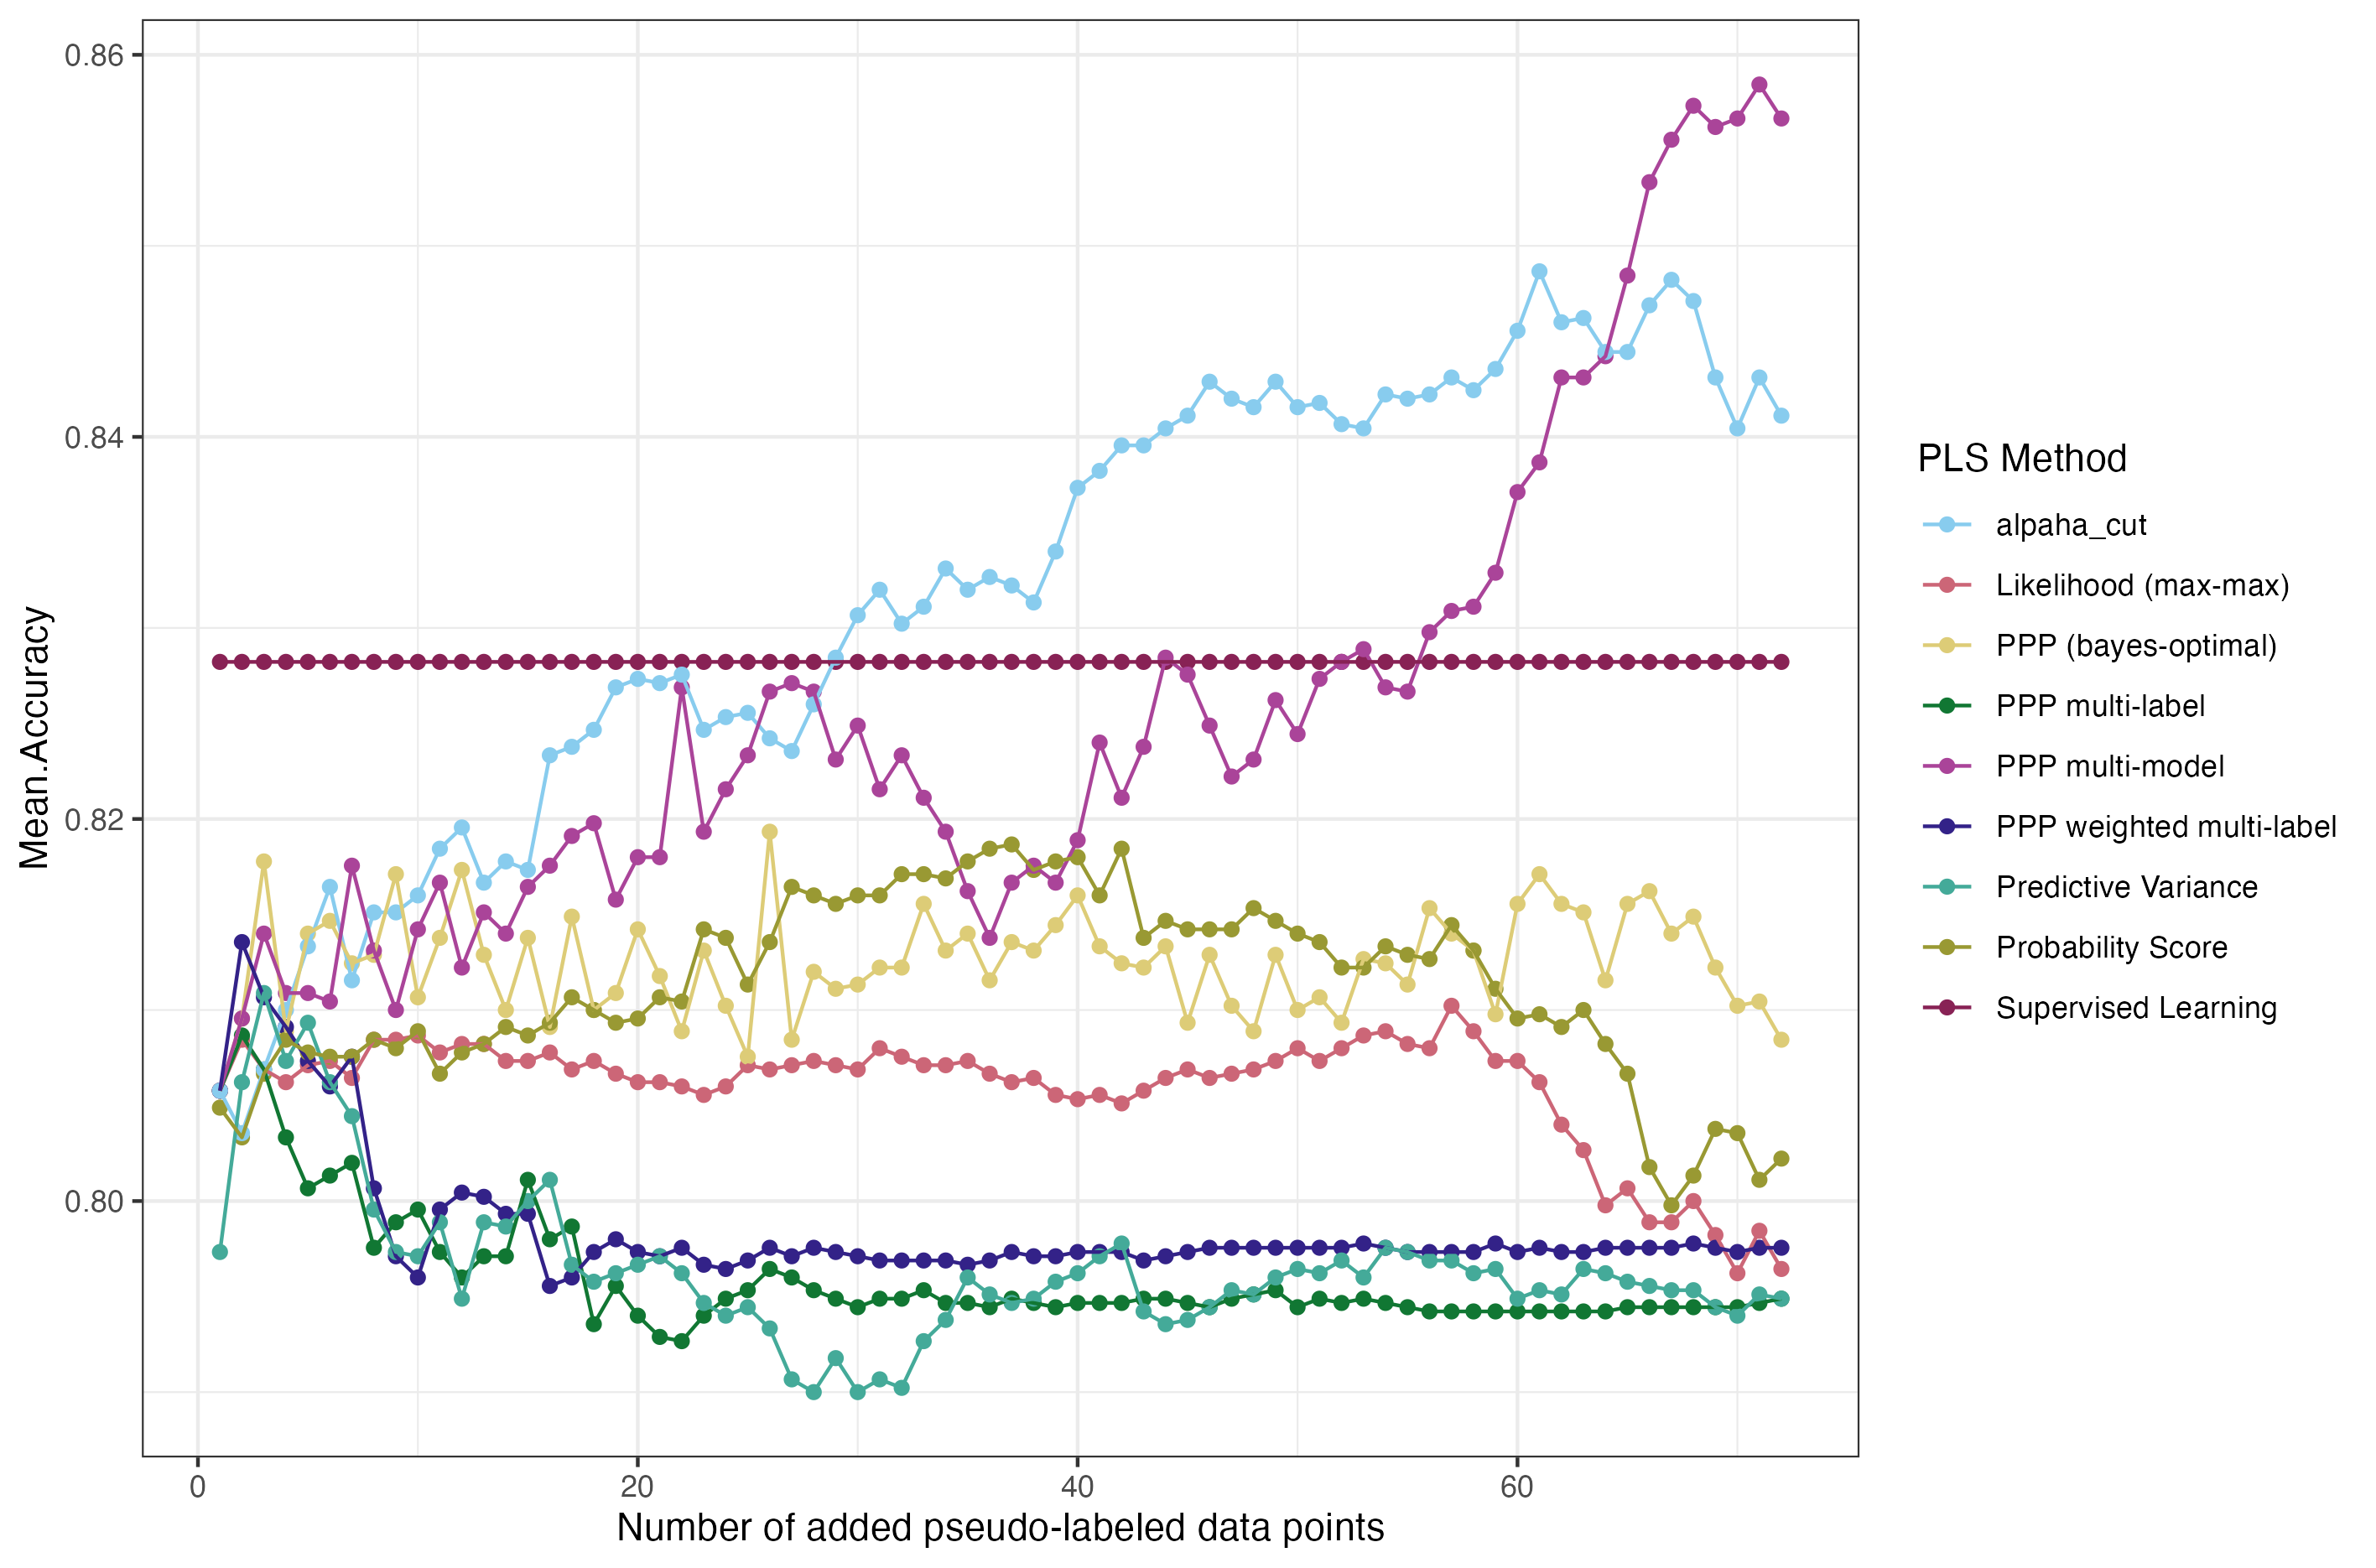 0.86
0.84
0.82
0.80
Mean.Accuracy
0
20
40
60
Number of added pseudo-labeled data points
PLS Method
alpaha_cut
Likelihood (max-max)
PPP (bayes-optimal)
PPP multi-label
PPP multi-model
PPP weighted multi-label
Predictive Variance
Probability Score
Supervised Learning